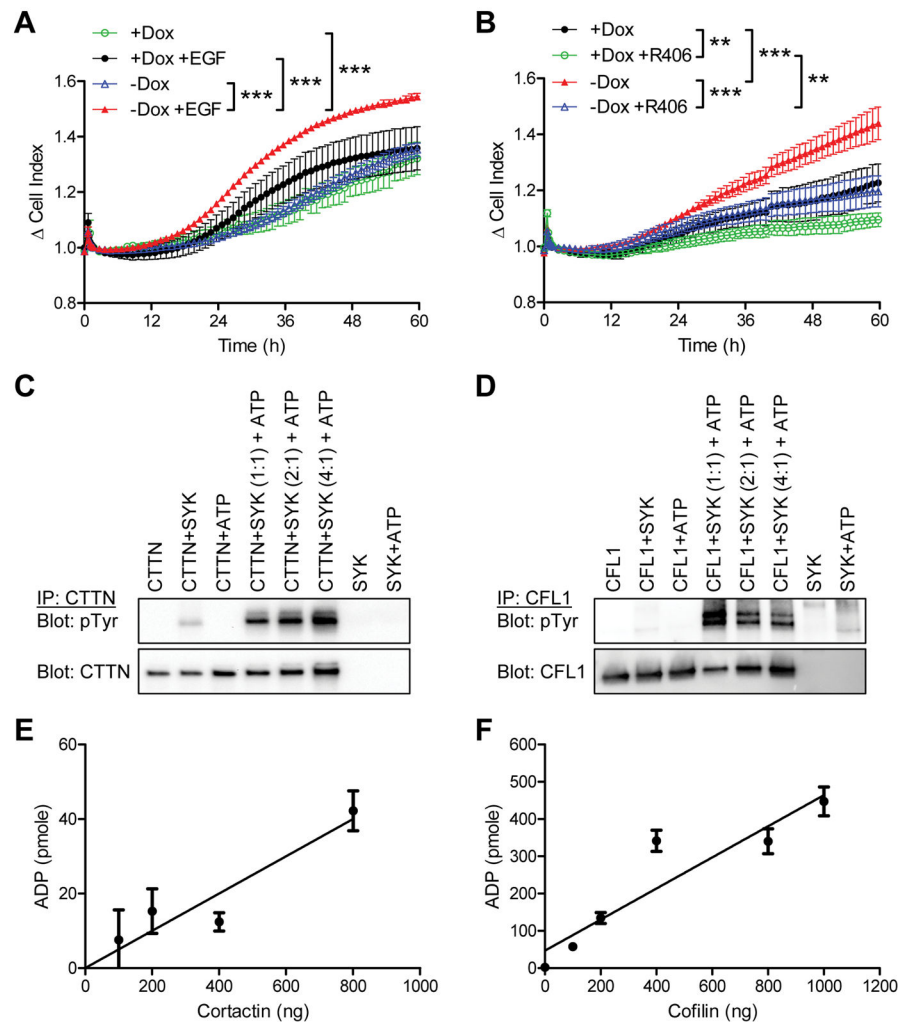 A
+Dox
+Dox +EGF
-Dox
-Dox +EGF
***
***
***
Δ Cell Index
1.6
1.4
1.2
1.0
0.8
0 12 24 36 48 60
Time (h)
B
+Dox
+Dox +R406
-Dox
-Dox +R406
**
***
***
**
Δ Cell Index
1.6
1.4
1.2
1.0
0.8
0 12 24 36 48 60
Time (h)
C
CTTN
CTTN+SYK
CTTN+ATP
CTTN+SYK (1:1) + ATP
CTTN+SYK (2:1) + ATP
CTTN+SYK (4:1) + ATP
SYK
SYK+ATP
IP: CTTN
Blot: pTyr
Blot: CTTN
D
CFL1
CFL1+SYK
CFL1+ATP
CFL1+SYK (1:1) + ATP
CFL1+SYK (2:1) + ATP
CFL1+SYK (4:1) + ATP
SYK
SYK+ATP
IP: CFL1
Blot: pTyr
Blot: CFL1
E
ADP (pmole)
60
40
20
0
0 200 400 600 800 1000
Cortactin (ng)
F
ADP (pmole)
600
500
400
300
200
100
0
0 200 400 600 800 1000 1200
Cofilin (ng)